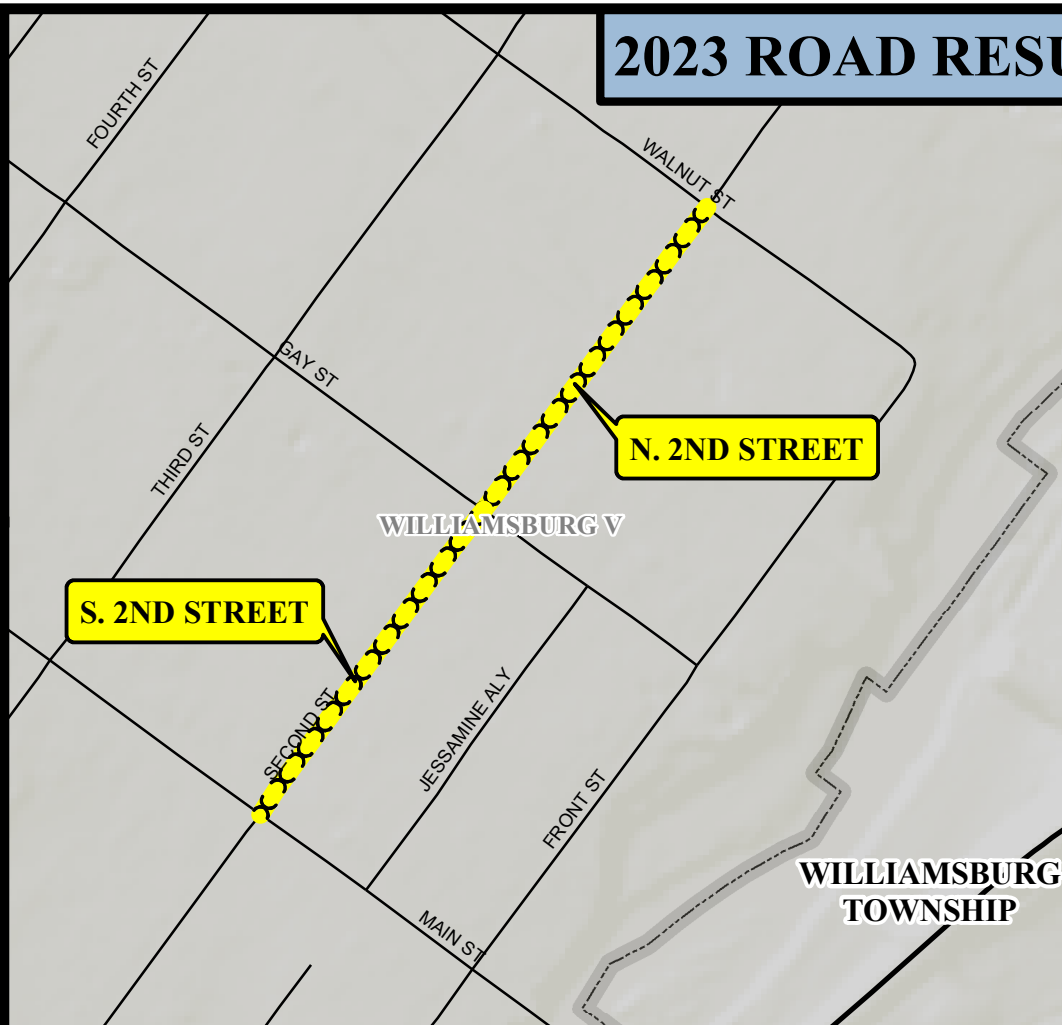 2023 ROAD RESU
FOURTH ST
WALNUT ST
GAY ST
THIRD ST
N. 2ND STREET
WILLIAMSBURG V
S. 2ND STREET
SECOND ST
JESSAMINE ALY
FRONT ST
WILLIAMSBURG
TOWNSHIP
MAIN ST